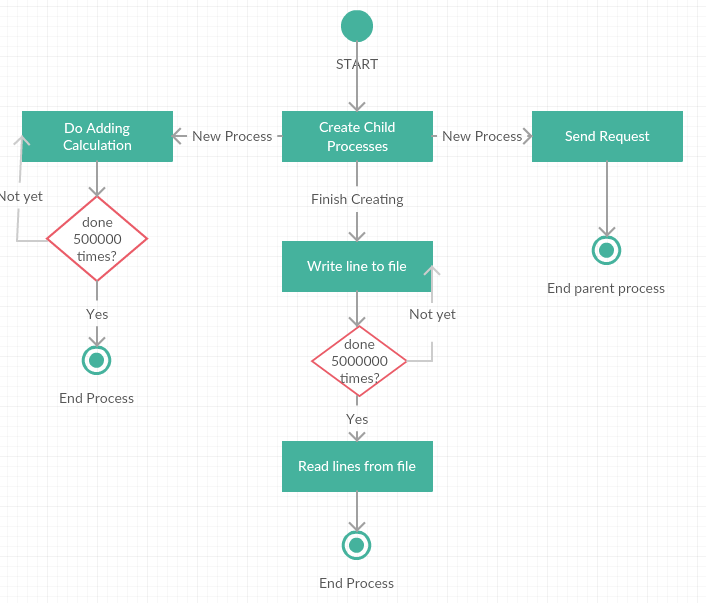 START
Do Adding
Calculation
New Process
Create Child
Processes
New Process
Send Request
Not yet
Finish Creating
done
500000
times?
Write line to file
End parent process
Yes
Not yet
done
5000000
times?
End Process
Yes
Read lines from file
End Process